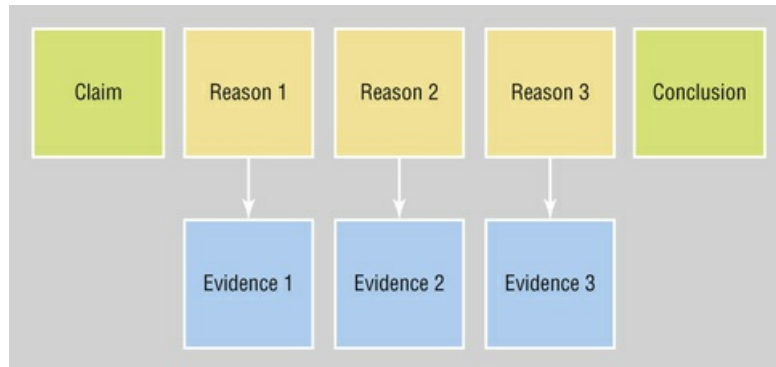 Claim
Reason 1
Reason 2
Reason 3
Conclusion
Evidence 1
Evidence 2
Evidence 3